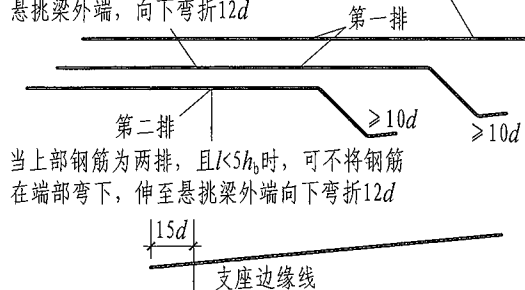 悬挑梁外端，向下弯折12d
第一排
≥10d
≥10d
第二排
当上部钢筋为两排，且l<5hb时，可不将钢筋
在端部弯下，伸至悬挑梁外端向下弯折12d
15d
支座边缘线